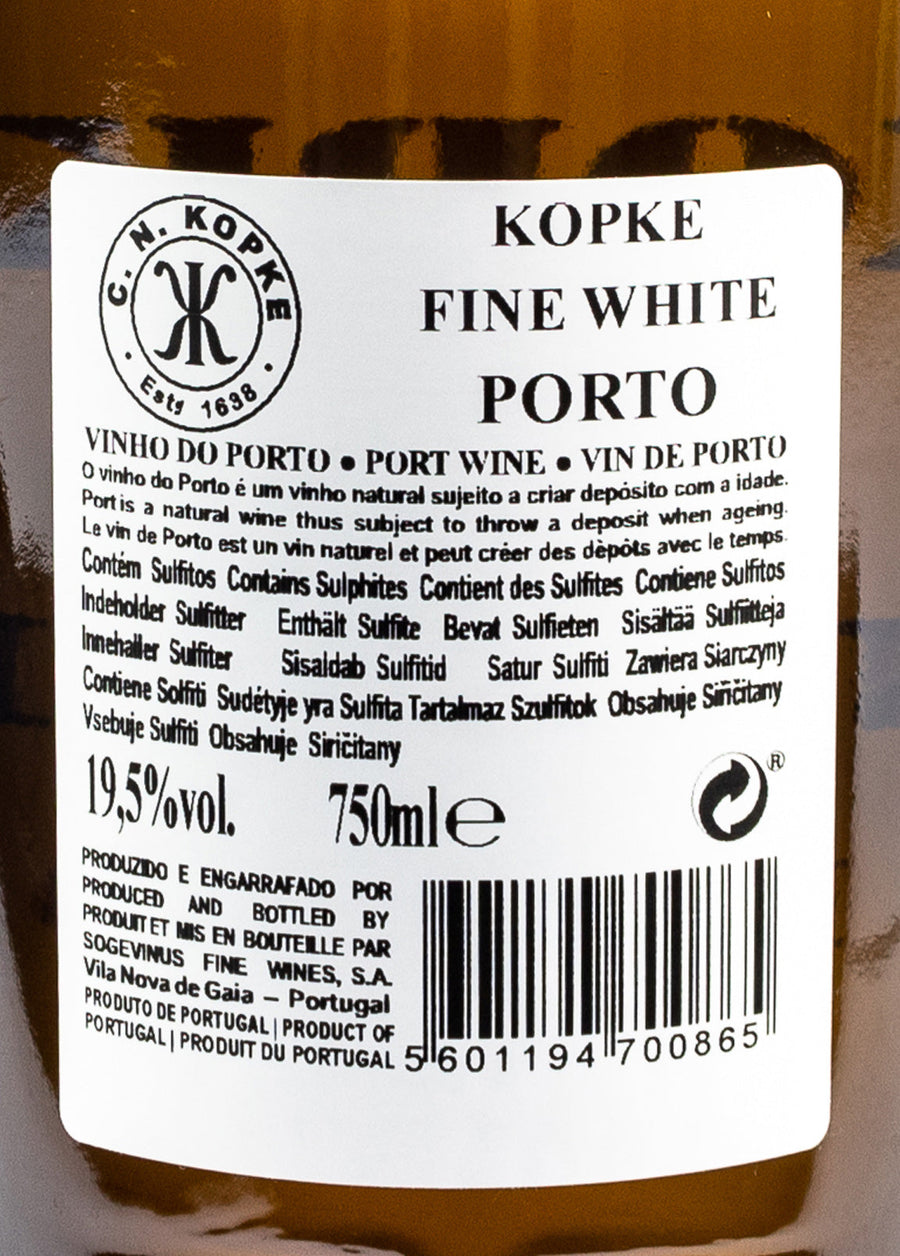 C. N. KOPKE
Estd 1638
KOPKE
FINE WHITE
PORTO
VINHO DO PORTO • PORT WINE • VIN DE PORTO
O vinho do Porto é um vinho natural sujeito a criar depósito com a idade.
Port is a natural wine thus subject to throw a deposit when ageing.
Le vin de Porto est un vin naturel et peut créer des dèpôts avec le temps.
Contém Sulfitos Contains Sulphites Contient des Sulfites Contiene Sulfitos
Indeholder Sulfitter Enthält Sulfite Bevat Sulfieten Sisältää Sulfiitteja
Innehaller Sulfiter Sisaldab Sulfitid Satur Sulfiti Zawiera Siarczyny
Contiene Solfiti Sudétyje yra Sulfita Tartalmaz Szulfitok Obsahuje Siričitany
Vsebuje Sulfiti Obsahuje Siričitany
19,5%vol. 750ml e
®
PRODUZIDO E ENGARRAFADO POR
PRODUCED AND BOTTLED BY
PRODUIT ET MIS EN BOUTEILLE PAR
SOGEVINUS FINE WINES, S.A.
Vila Nova de Gaia – Portugal
PRODUTO DE PORTUGAL | PRODUCT OF
PORTUGAL | PRODUIT DU PORTUGAL
5 601194 700865